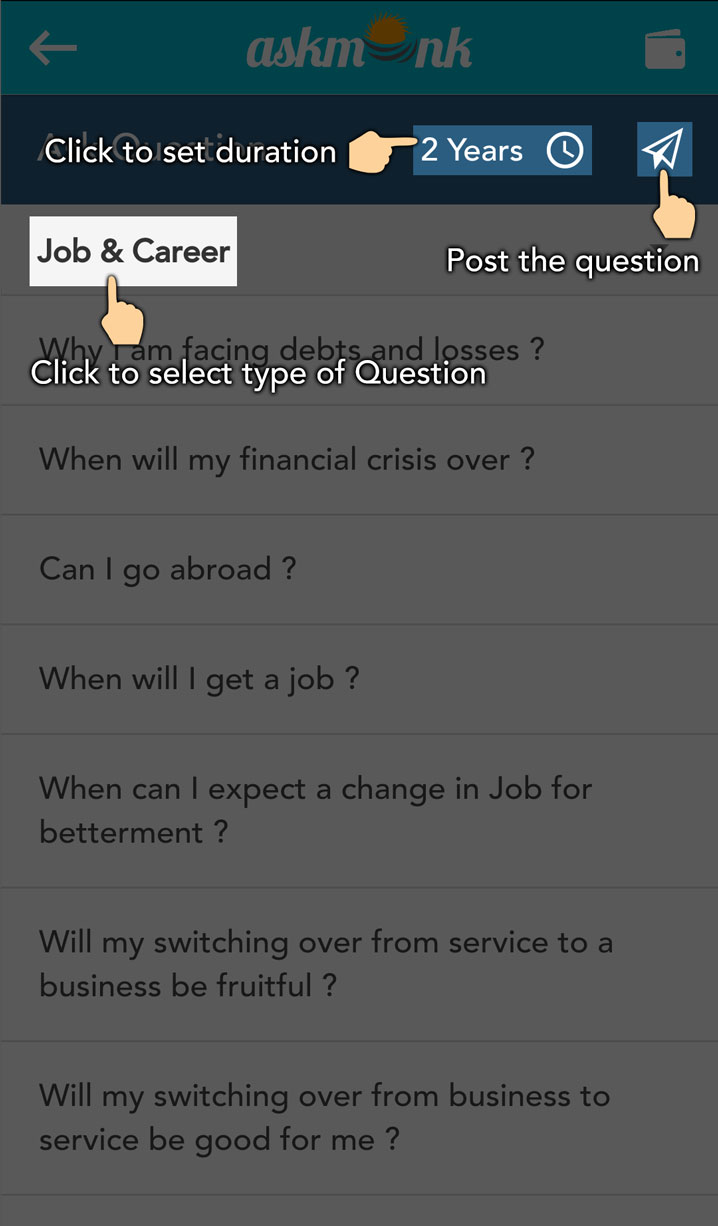 askmonk
Ask Question
Click to set duration
2 Years
Job & Career
Post the question
Why I am facing debts and losses ?
Click to select type of Question
When will my financial crisis over ?
Can I go abroad ?
When will I get a job ?
When can I expect a change in Job for
betterment ?
Will my switching over from service to a
business be fruitful ?
Will my switching over from business to
service be good for me ?